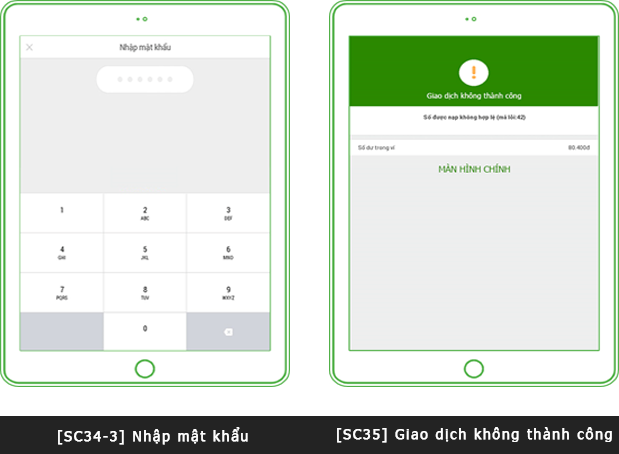 Nhập mật khẩu
1
2
ABC
3
DEF
4
GHI
5
JKL
6
MNO
7
PQRS
8
TUV
9
WXYZ
0
[SC34-3] Nhập mật khẩu
Giao dịch không thành công
Số được nạp không hợp lệ (mã lỗi:42)
Số dư trong ví 80.400đ
MÀN HÌNH CHÍNH
[SC35] Giao dịch không thành công